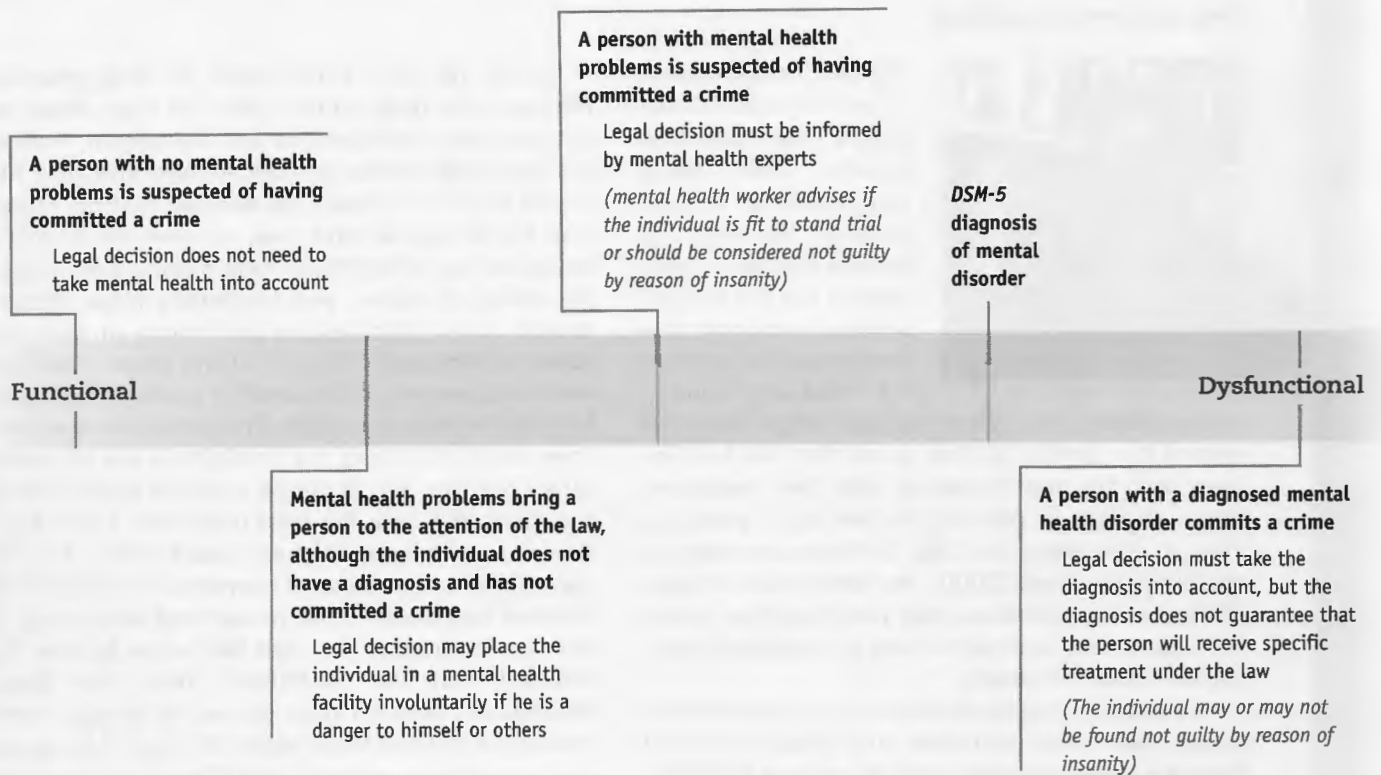 A person with no mental health
problems is suspected of having
committed a crime
Legal decision does not need to
take mental health into account
A person with mental health
problems is suspected of having
committed a crime
Legal decision must be informed
by mental health experts
(mental health worker advises if
the individual is fit to stand trial
or should be considered not guilty
by reason of insanity)
DSM-5
diagnosis
of mental
disorder
Functional
Dysfunctional
Mental health problems bring a
person to the attention of the law,
although the individual does not
have a diagnosis and has not
committed a crime
Legal decision may place the
individual in a mental health
facility involuntarily if he is a
danger to himself or others
A person with a diagnosed mental
health disorder commits a crime
Legal decision must take the
diagnosis into account, but the
diagnosis does not guarantee that
the person will receive specific
treatment under the law
(The individual may or may not
be found not guilty by reason of
insanity)